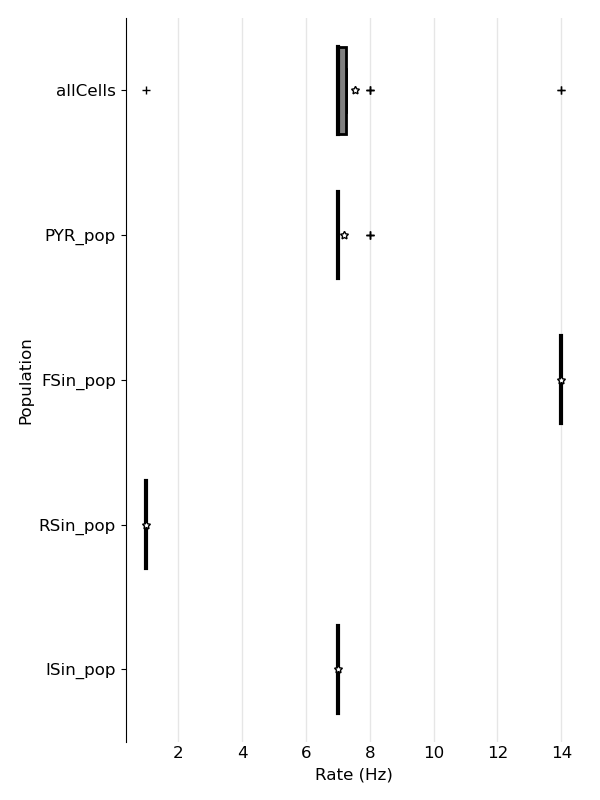 allCells
PYR_pop
FSin_pop
RSin_pop
ISin_pop
Population
2 4 6 8 10 12 14
Rate (Hz)